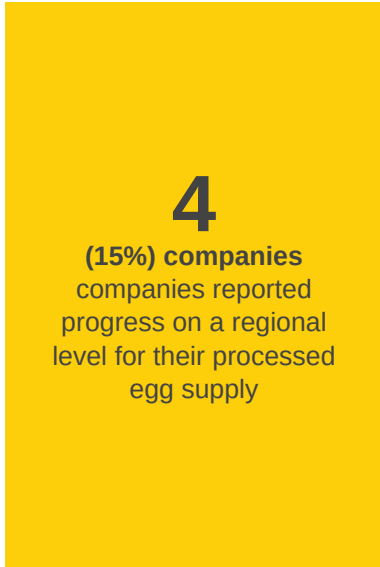 4
(15%) companies
companies reported
progress on a regional
level for their processed
egg supply